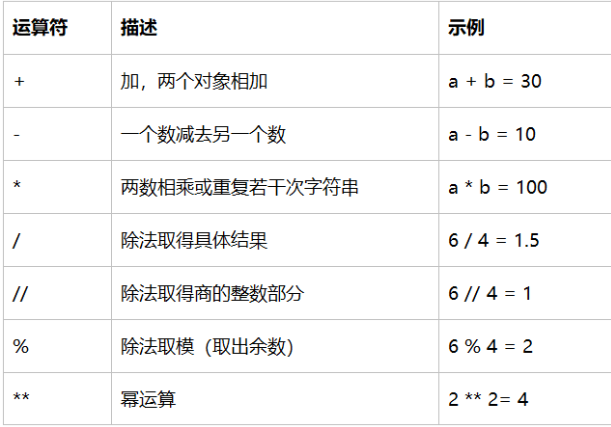 运算符 描述 示例
+ 加，两个对象相加 a + b = 30
- 一个数减去另一个数 a - b = 10
* 两数相乘或重复若干次字符串 a * b = 100
/ 除法取得具体结果 6 / 4 = 1.5
// 除法取得商的整数部分 6 // 4 = 1
% 除法取模（取出余数） 6 % 4 = 2
** 幂运算 2 ** 2= 4